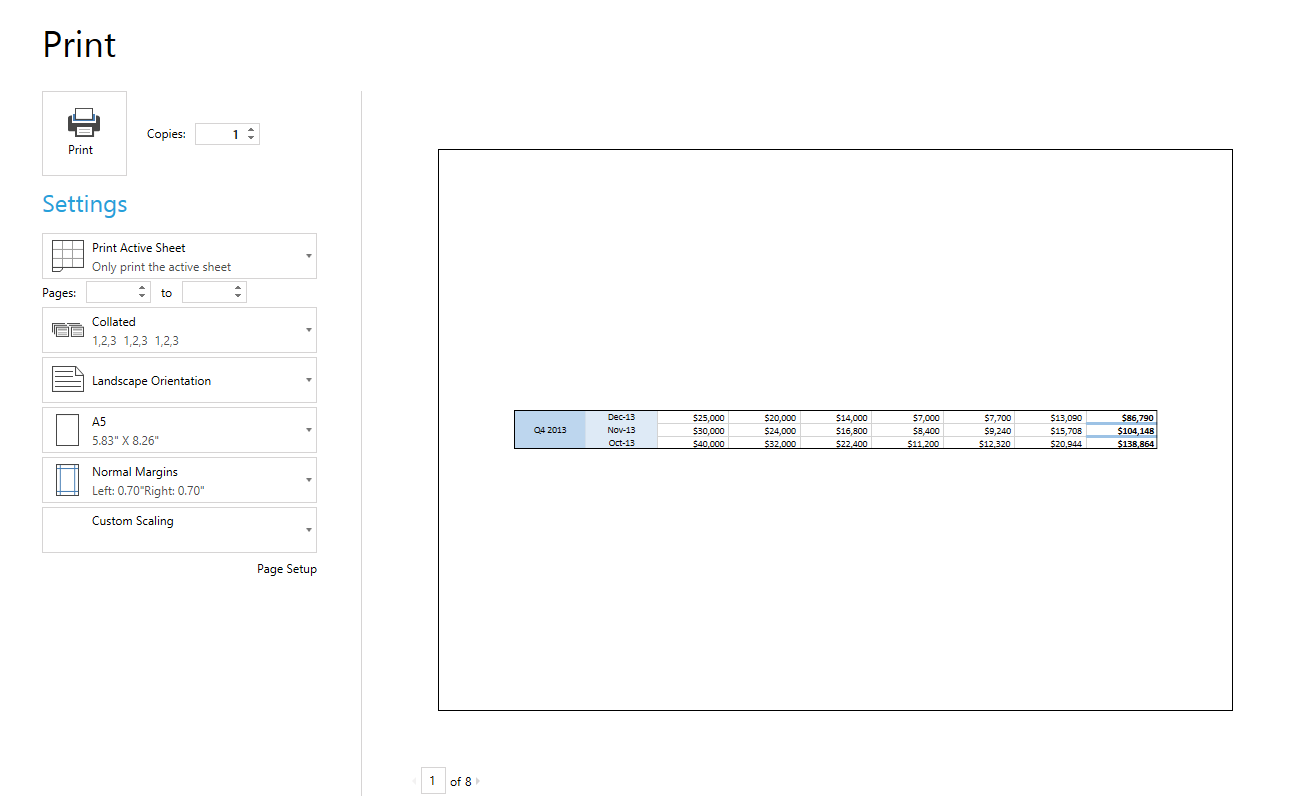 Print
Print
Copies: 1
Settings
Print Active Sheet
Only print the active sheet
Pages: to
Collated
1,2,3 1,2,3 1,2,3
Landscape Orientation
A5
5.83" X 8.26"
Normal Margins
Left: 0.70"Right: 0.70"
Custom Scaling
Page Setup
Dec-13 $25,000 $20,000 $14,000 $7,000 $7,700 $13,090 $86,790
Q4 2013 Nov-13 $30,000 $24,000 $16,800 $8,400 $9,240 $15,708 $104,148
Oct-13 $40,000 $32,000 $22,400 $11,200 $12,320 $20,944 $138,864
1 of 8